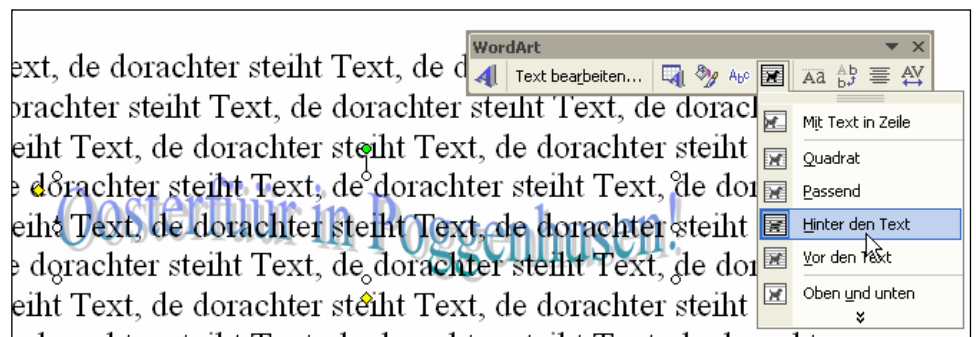 WordArt
Text bearbeiten...
ext, de dorachter steiht Text, de d
orachter steiht Text, de dorachter steiht Text, de dorac
eiht Text, de dorachter steiht Text, de dorachter steiht
e dorachter steiht Text, de dorachter steiht Text, de dor
Oosterfüür in Poggenhusen!
eiht Text, de dorachter steiht Text, de dorachter steiht
e dorachter steiht Text, de dorachter steiht Text, de dor
eiht Text, de dorachter steiht Text, de dorachter steiht
Mit Text in Zeile
Quadrat
Passend
Hinter den Text
Vor den Text
Oben und unten